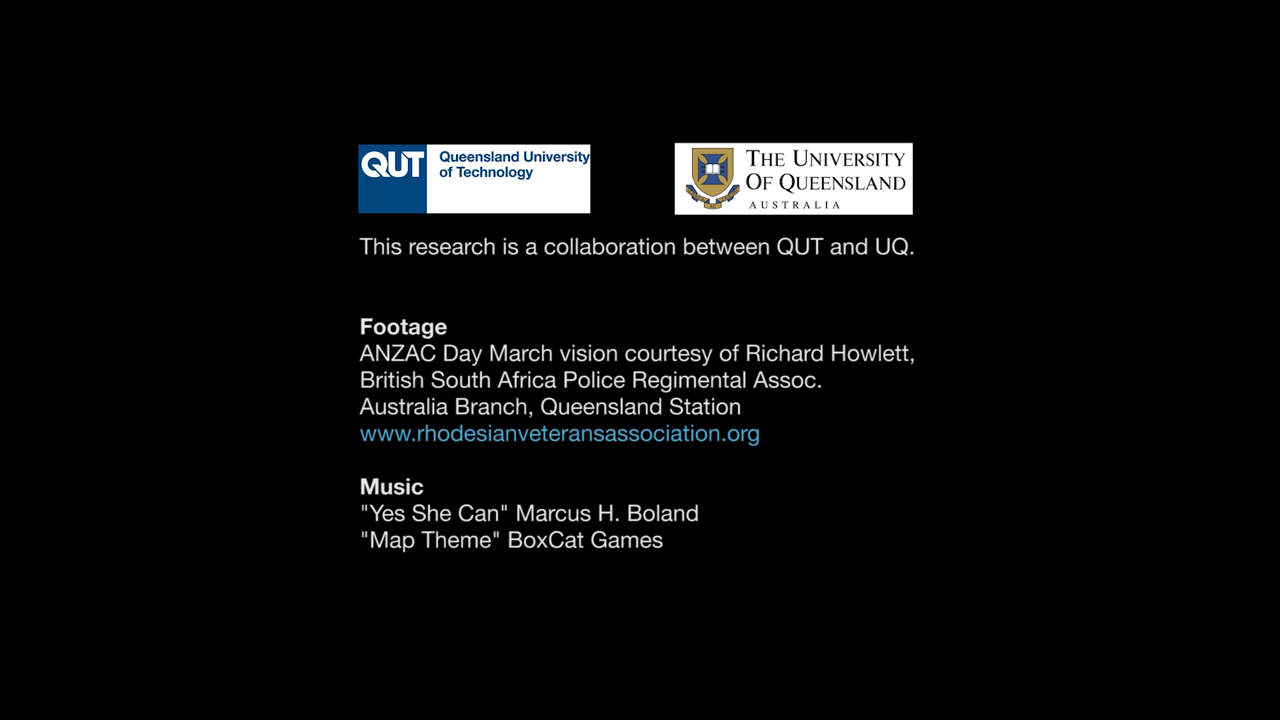 QUT
Queensland University
of Technology
THE UNIVERSITY
OF QUEENSLAND
AUSTRALIA
This research is a collaboration between QUT and UQ.
Footage
ANZAC Day March vision courtesy of Richard Howlett,
British South Africa Police Regimental Assoc.
Australia Branch, Queensland Station
www.rhodesianveteransassociation.org
Music
"Yes She Can" Marcus H. Boland
"Map Theme" BoxCat Games